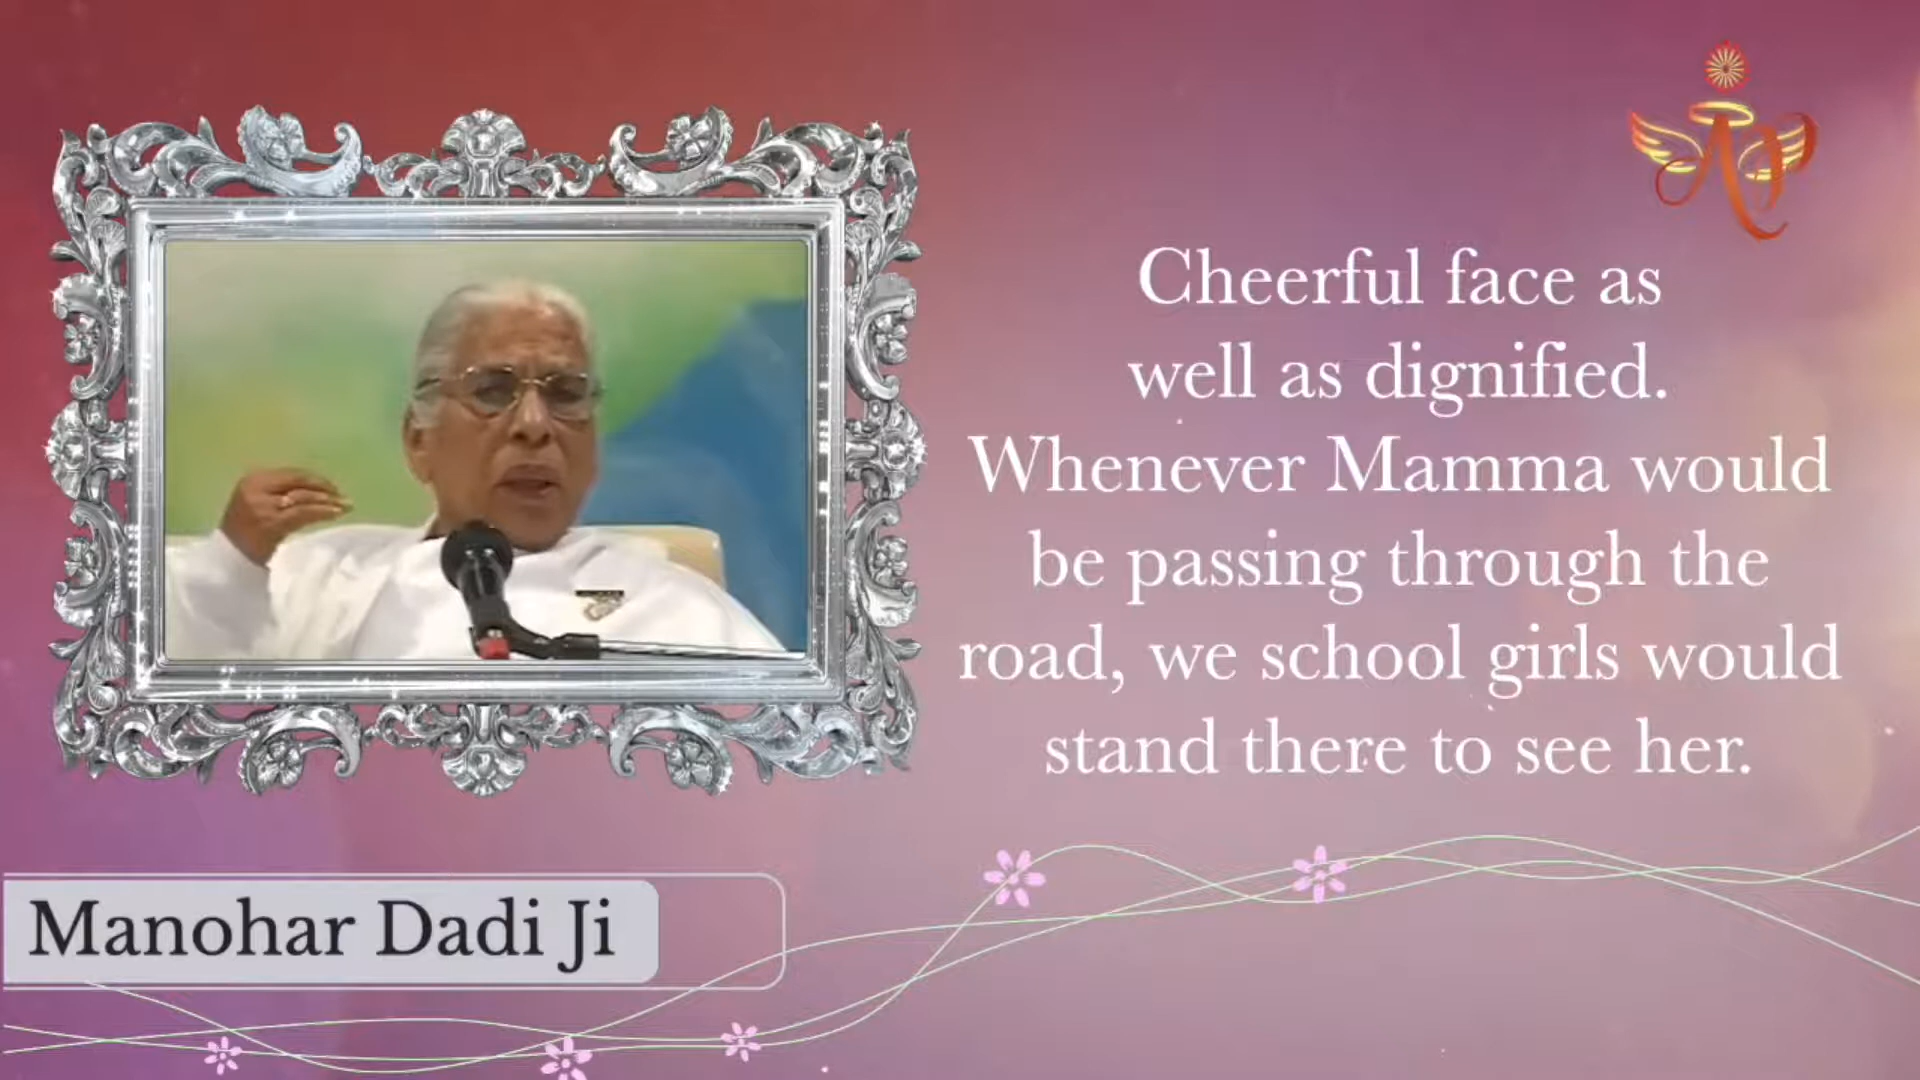 Cheerful face as
well as dignified.
Whenever Mamma would
be passing through the
road, we school girls would
stand there to see her.
Manohar Dadi Ji